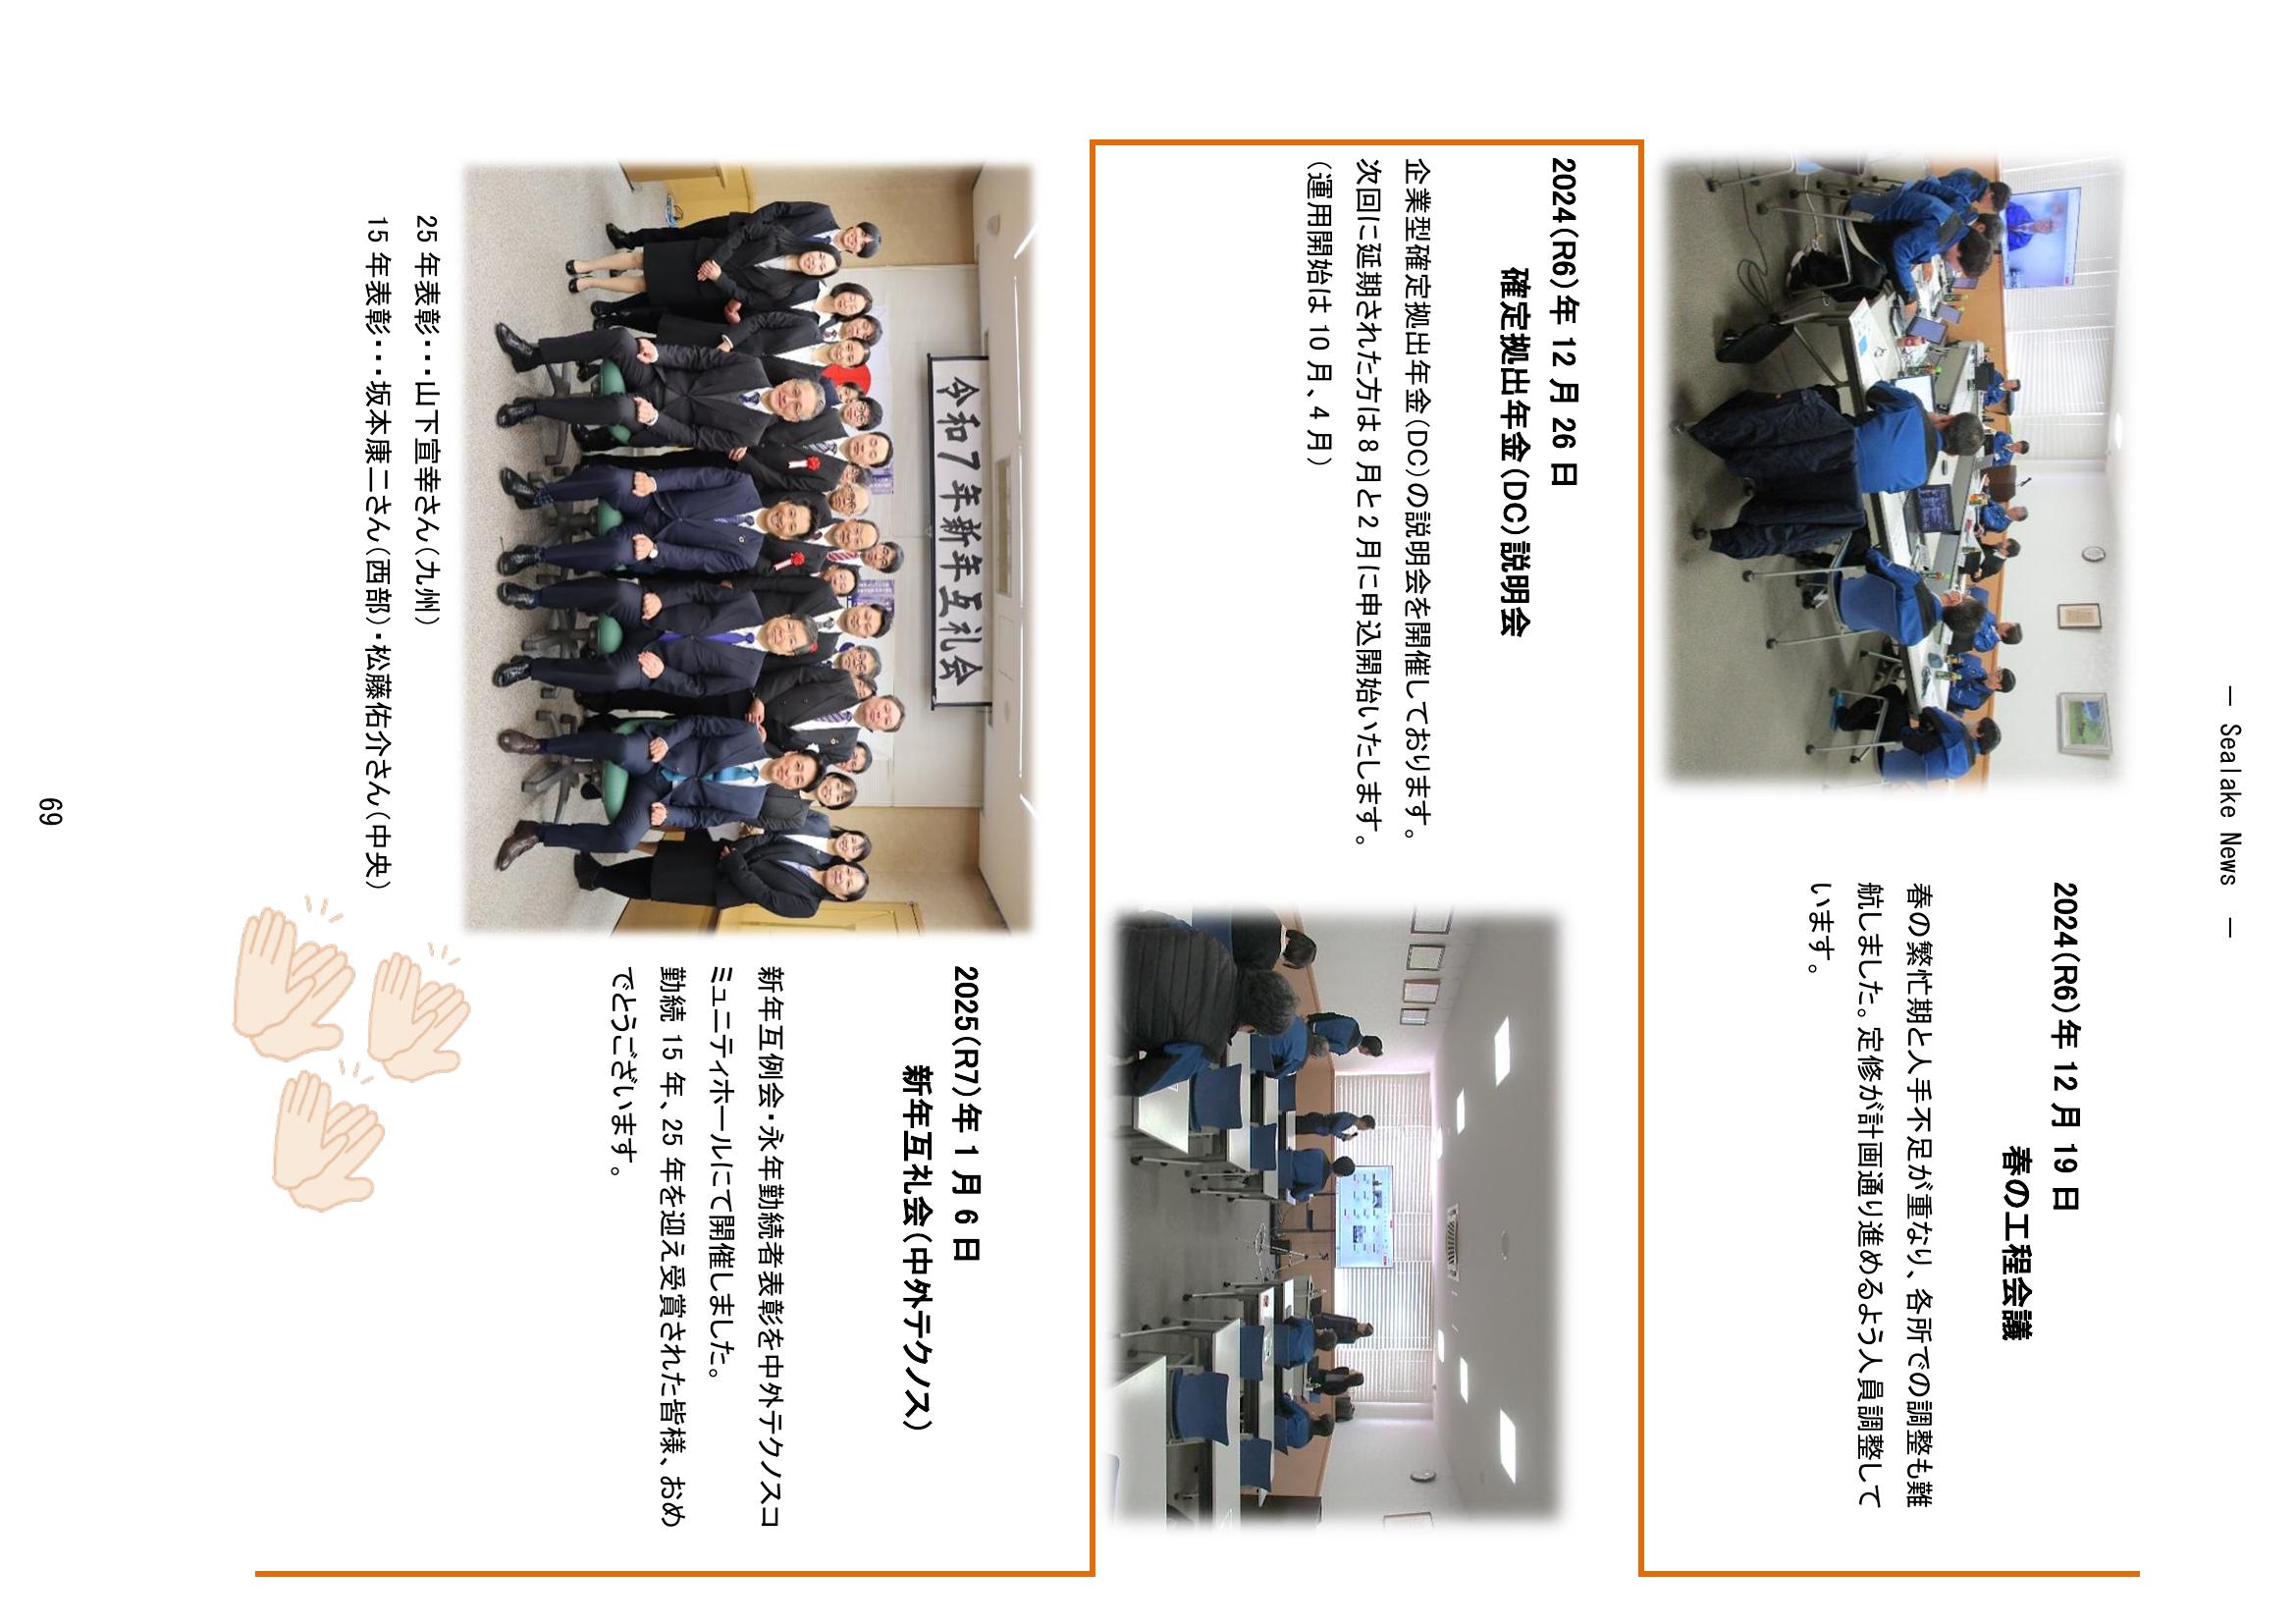 ― Sealake News ―
2024(R6)年 12 月 19 日
春の工程会議
春の繁忙期と人手不足が重なり、各所での調整も難
航しました。定修が計画通り進めるよう人員調整して
います。
2024(R6)年 12 月 26 日
確定拠出年金(DC)説明会
企業型確定拠出年金(DC)の説明会を開催しております。
次回に延期された方は 8 月と 2 月に申込開始いたします。
(運用開始は 10 月、4 月)
令和7年新年互礼会
2025(R7)年 1 月 6 日
新年互礼会(中外テクノス)
新年互例会・永年勤続者表彰を中外テクノスコ
ミュニティホールにて開催しました。
勤続 15 年、25 年を迎え受賞された皆様、おめ
でとうございます。
25 年表彰・・・山下宣幸さん(九州)
15 年表彰・・・坂本康二さん(西部)・松藤佑介さん(中央)
69